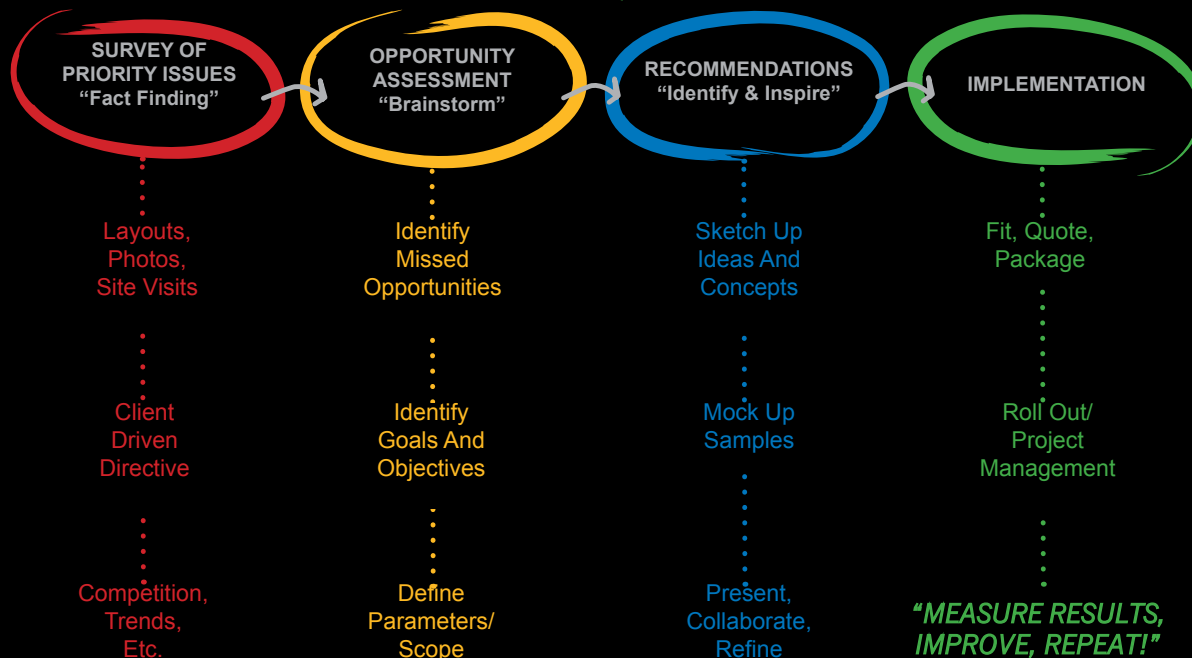 SURVEY OF
PRIORITY ISSUES
“Fact Finding”
Layouts,
Photos,
Site Visits
Client
Driven
Directive
Competition,
Trends,
Etc.
OPPORTUNITY
ASSESSMENT
“Brainstorm”
Identify
Missed
Opportunities
Identify
Goals And
Objectives
Define
Parameters/
Scope
RECOMMENDATIONS
“Identify & Inspire”
Sketch Up
Ideas And
Concepts
Mock Up
Samples
Present,
Collaborate,
Refine
IMPLEMENTATION
Fit, Quote,
Package
Roll Out/
Project
Management
“MEASURE RESULTS,
IMPROVE, REPEAT!”